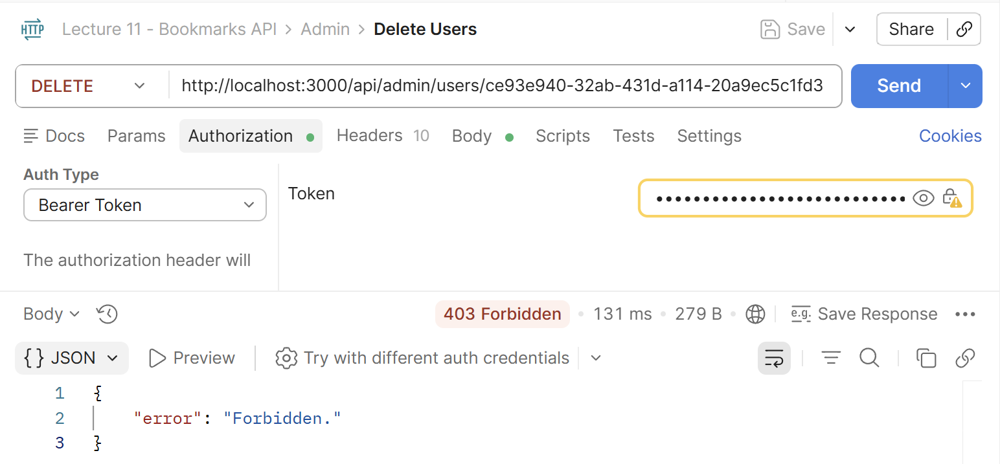 HTTP Lecture 11 - Bookmarks API > Admin > Delete Users Save Share
DELETE http://localhost:3000/api/admin/users/ce93e940-32ab-431d-a114-20a9ec5c1fd3 Send
Docs Params Authorization Headers 10 Body Scripts Tests Settings Cookies
Auth Type
Bearer Token
Token
The authorization header will
Body 403 Forbidden • 131 ms • 279 B • e.g. Save Response
{ } JSON Preview Try with different auth credentials
1 {
2 "error": "Forbidden."
3 }